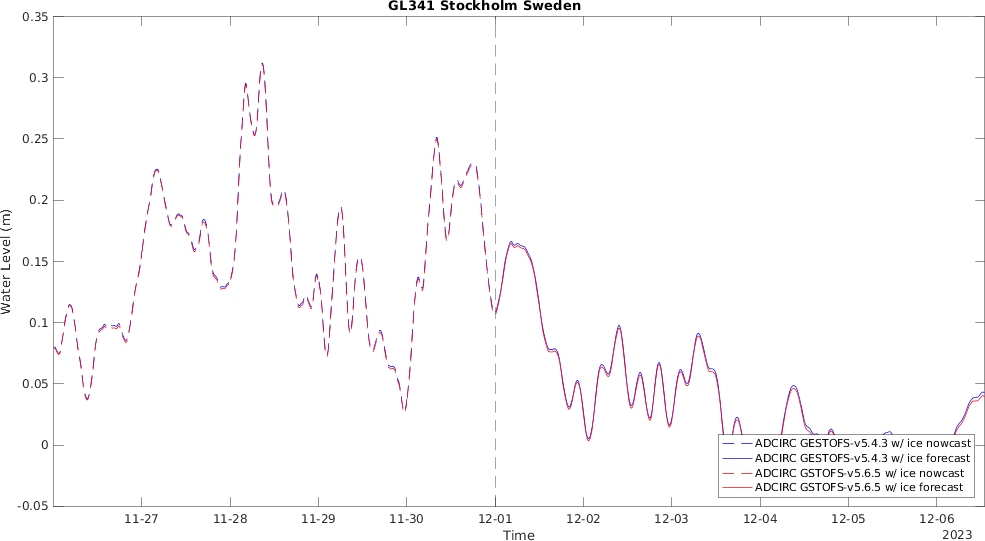 GL341 Stockholm Sweden
0.35
0.3
0.25
0.2
0.15
0.1
0.05
0
-0.05
Water Level (m)
ADCIRC GESTOFS-v5.4.3 w/ ice nowcast
ADCIRC GESTOFS-v5.4.3 w/ ice forecast
ADCIRC GSTOFS-v5.6.5 w/ ice nowcast
ADCIRC GSTOFS-v5.6.5 w/ ice forecast
11-27 11-28 11-29 11-30 12-01 12-02 12-03 12-04 12-05 12-06
Time 2023